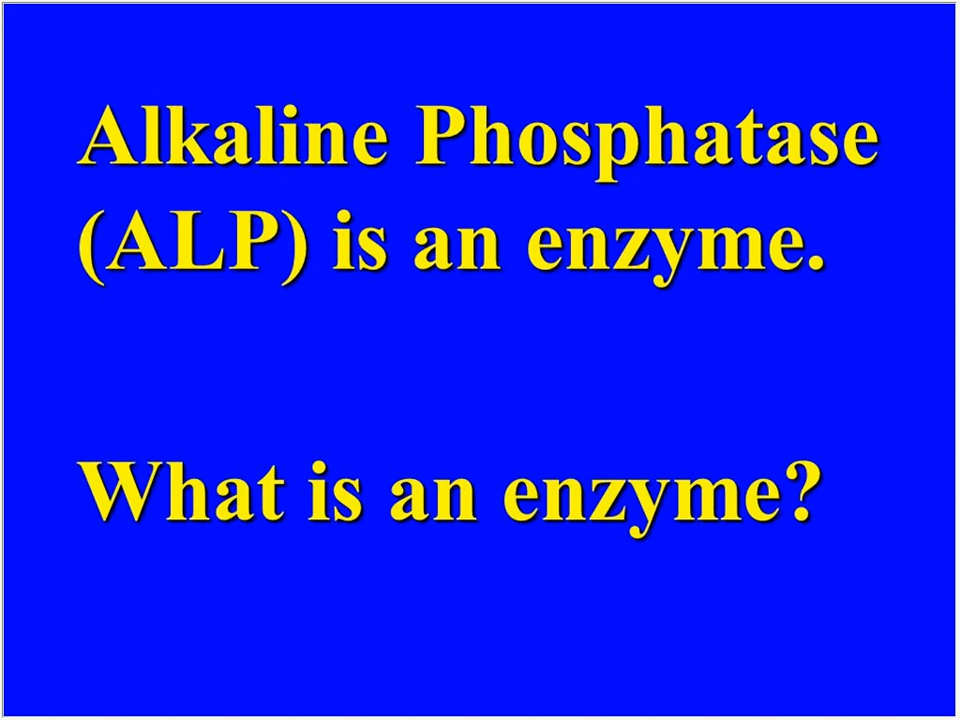 Alkaline Phosphatase
(ALP) is an enzyme.
What is an enzyme?